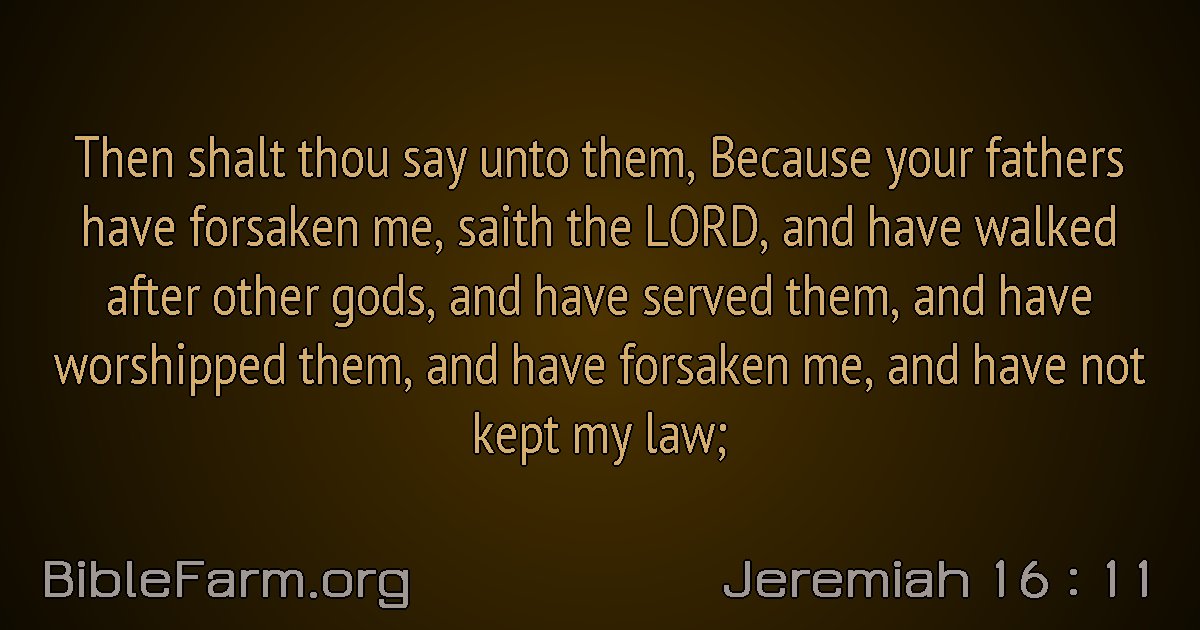 Then shalt thou say unto them, Because your fathers
have forsaken me, saith the LORD, and have walked
after other gods, and have served them, and have
worshipped them, and have forsaken me, and have not
kept my law;
BibleFarm.org
Jeremiah 16 : 11